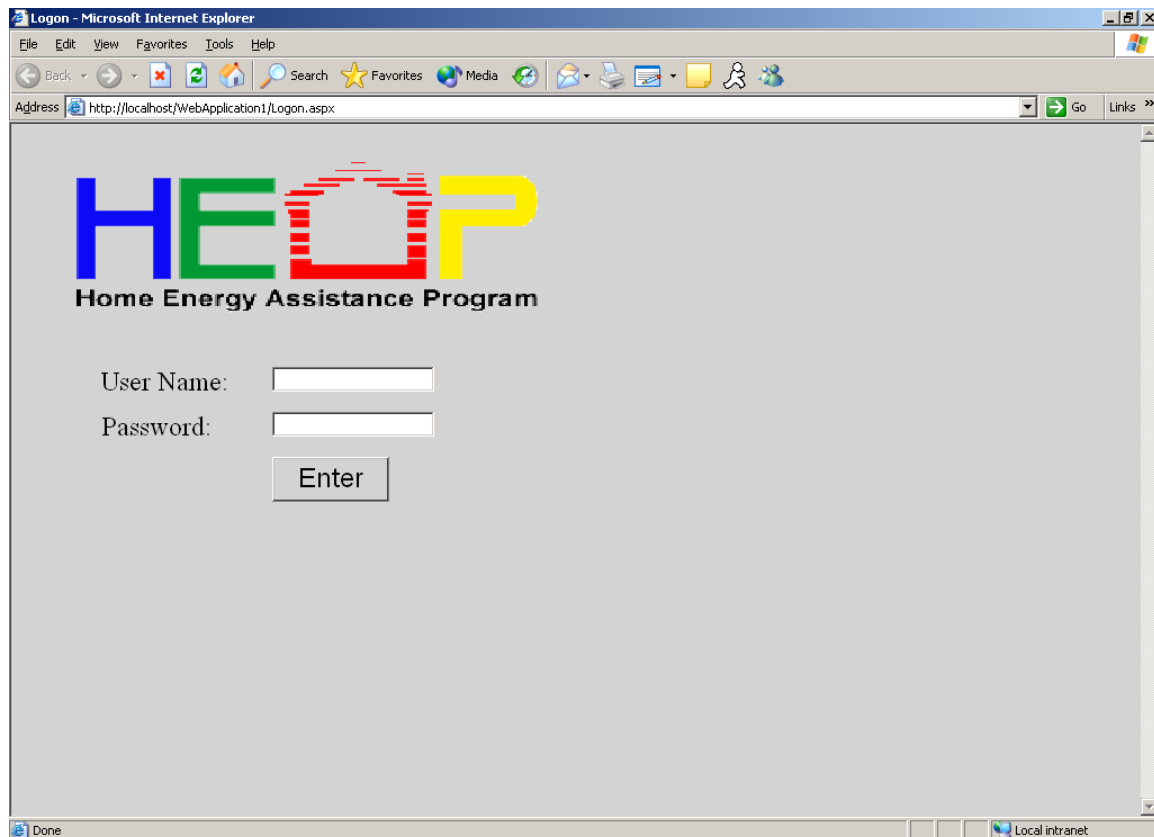 Logon - Microsoft Internet Explorer
File Edit View Favorites Tools Help
Back Search Favorites Media
Address http://localhost/WebApplication1/Logon.aspx Go Links »
HEAP
Home Energy Assistance Program
User Name:
Password:
Enter
Done Local intranet